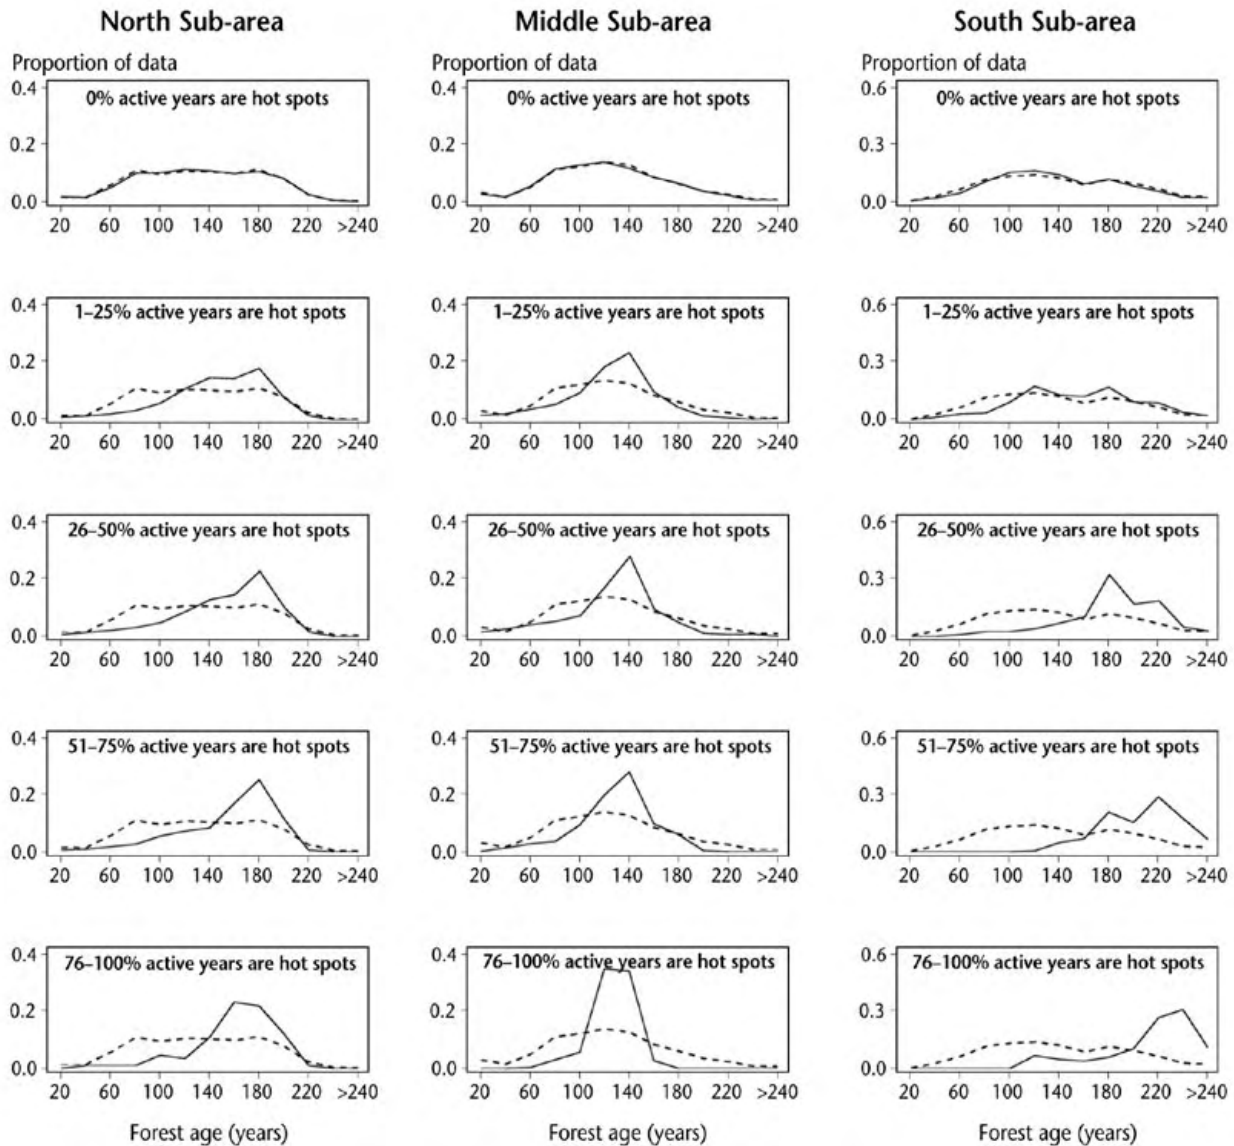 North Sub-area Middle Sub-area South Sub-area
Proportion of data Proportion of data Proportion of data
0.4 0.4 0.6
0% active years are hot spots 0% active years are hot spots 0% active years are hot spots
0.2 0.2 0.3
0.0 0.0 0.0
20 60 100 140 180 220 >240 20 60 100 140 180 220 >240 20 60 100 140 180 220 >240
0.4 0.4 0.6
1–25% active years are hot spots 1–25% active years are hot spots 1–25% active years are hot spots
0.2 0.2 0.3
0.0 0.0 0.0
20 60 100 140 180 220 >240 20 60 100 140 180 220 >240 20 60 100 140 180 220 >240
0.4 0.4 0.6
26–50% active years are hot spots 26–50% active years are hot spots 26–50% active years are hot spots
0.2 0.2 0.3
0.0 0.0 0.0
20 60 100 140 180 220 >240 20 60 100 140 180 220 >240 20 60 100 140 180 220 >240
0.4 0.4 0.6
51–75% active years are hot spots 51–75% active years are hot spots 51–75% active years are hot spots
0.2 0.2 0.3
0.0 0.0 0.0
20 60 100 140 180 220 >240 20 60 100 140 180 220 >240 20 60 100 140 180 220 >240
0.4 0.4 0.6
76–100% active years are hot spots 76–100% active years are hot spots 76–100% active years are hot spots
0.2 0.2 0.3
0.0 0.0 0.0
20 60 100 140 180 220 >240 20 60 100 140 180 220 >240 20 60 100 140 180 220 >240
Forest age (years) Forest age (years) Forest age (years)